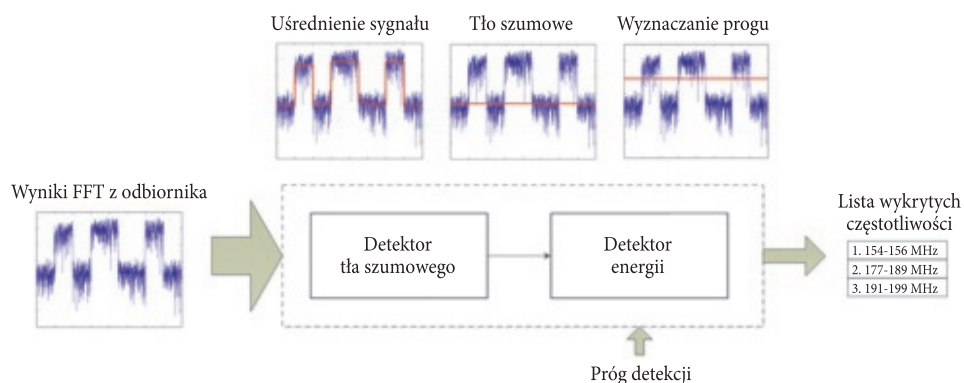 Uśrednienie sygnału
Tło szumowe
Wyznaczanie progu
Wyniki FFT z odbiornika
Detektor
tła szumowego
Detektor
energii
Lista wykrytych
częstotliwości
1. 154-156 MHz
2. 177-189 MHz
3. 191-199 MHz
Próg detekcji